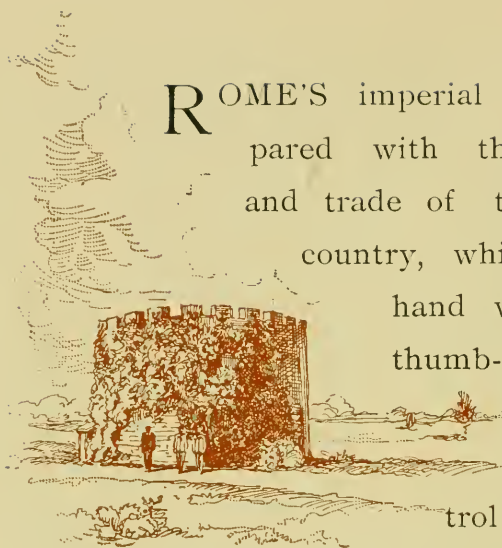 ROME'S imperial
pared with th
and trade of t
country, whi
hand w
thumb-
trol